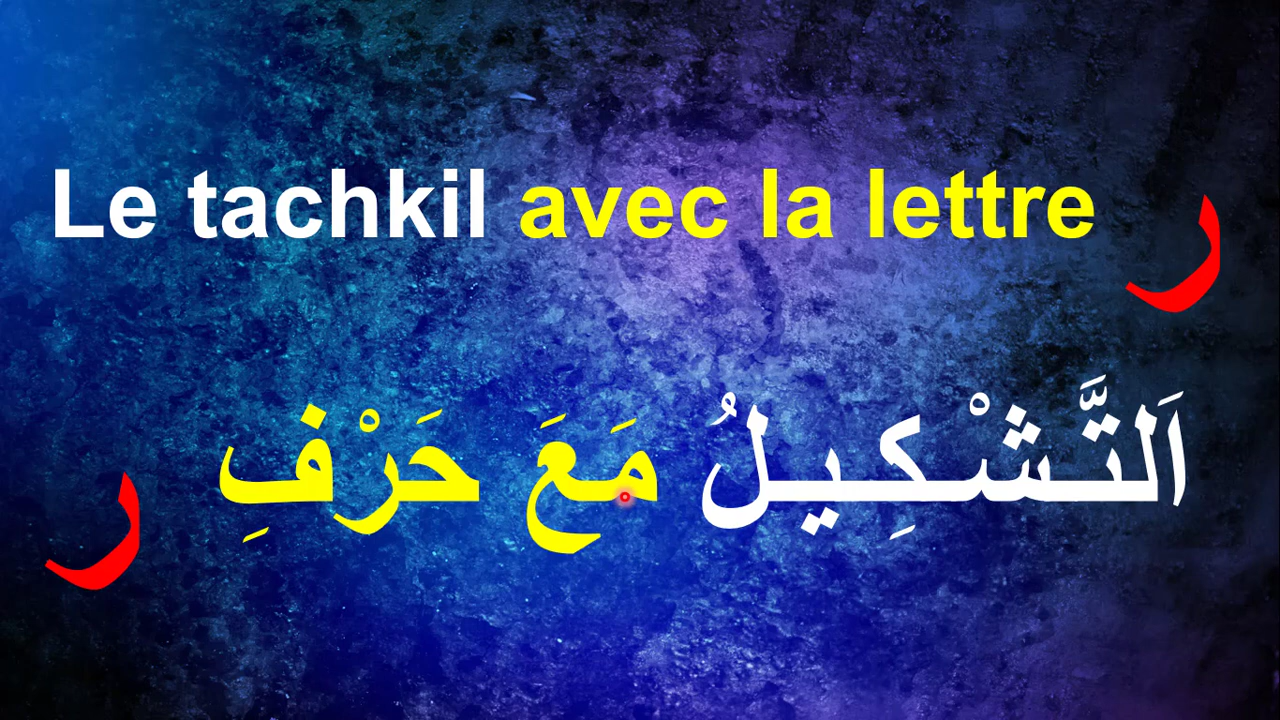 Le tachkil avec la lettre ر
اَلتَّشْكِيلُ مَعَ حَرْفِ ر